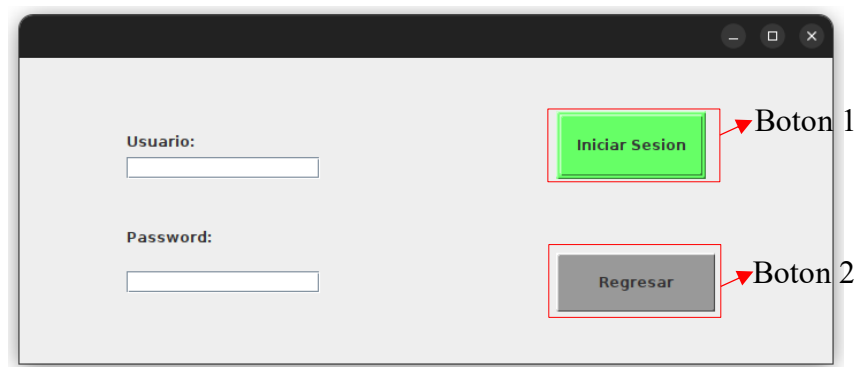 Usuario:
Iniciar Sesion
Boton 1
Password:
Regresar
Boton 2